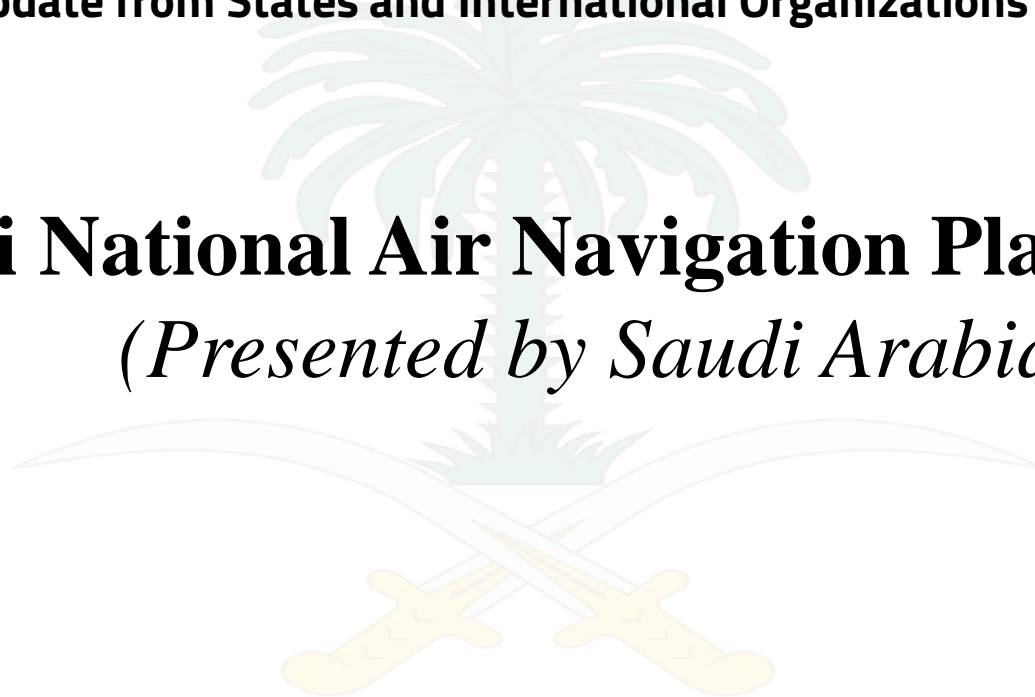 pdate from States and International Organizations
i National Air Navigation Pla
(Presented by Saudi Arabia